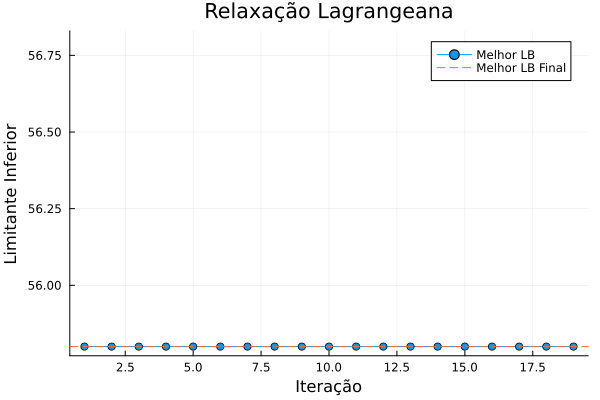 Relaxação Lagrangeana
Melhor LB
Melhor LB Final
Limitante Inferior
56.75
56.50
56.25
56.00
2.5 5.0 7.5 10.0 12.5 15.0 17.5
Iteração